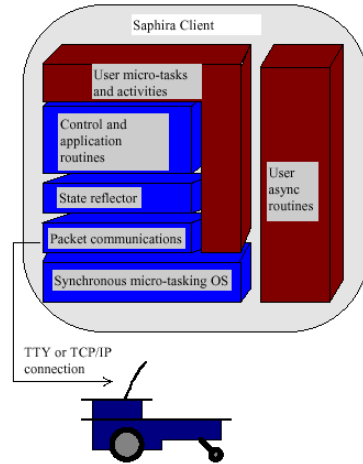 Saphira Client
User micro-tasks
and activities
Control and
application
routines
User
async
routines
State reflector
Packet communications
Synchronous micro-tasking OS
TTY or TCP/IP
connection